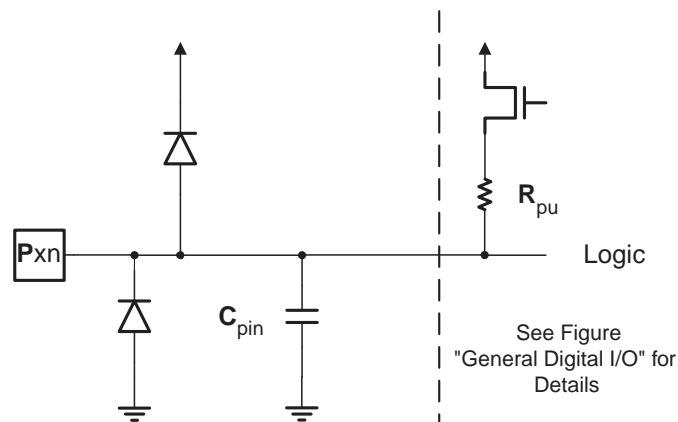 Rpu
Pxn
Logic
Cpin
See Figure
"General Digital I/O" for
Details